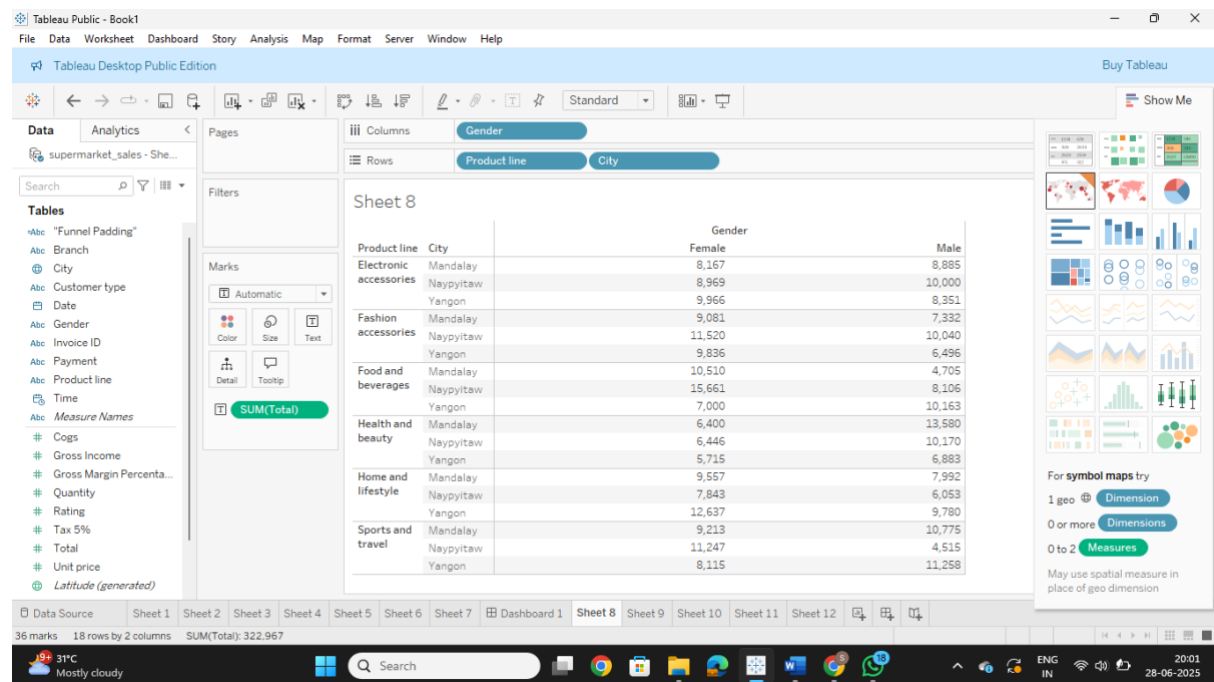 Tableau Public - Book1
File Data Worksheet Dashboard Story Analysis Map Format Server Window Help
Tableau Desktop Public Edition
Buy Tableau
Standard
Show Me
Data Analytics
supermarket_sales - She...
Search
Tables
Abc "Funnel Padding"
Abc Branch
City
Abc Customer type
Date
Abc Gender
Abc Invoice ID
Abc Payment
Abc Product line
Time
Abc Measure Names
# Cogs
# Gross Income
# Gross Margin Percenta...
# Quantity
# Rating
# Tax 5%
# Total
# Unit price
Latitude (generated)
Pages
Filters
Marks
Automatic
Color Size Text
Detail Tooltip
SUM(Total)
Columns Gender
Rows Product line City
Sheet 8
Gender
Product line City Female Male
Electronic Mandalay 8,167 8,885
accessories Naypyitaw 8,969 10,000
Yangon 9,966 8,351
Fashion Mandalay 9,081 7,332
accessories Naypyitaw 11,520 10,040
Yangon 9,836 6,496
Food and Mandalay 10,510 4,705
beverages Naypyitaw 15,661 8,106
Yangon 7,000 10,163
Health and Mandalay 6,400 13,580
beauty Naypyitaw 6,446 10,170
Yangon 5,715 6,883
Home and Mandalay 9,557 7,992
lifestyle Naypyitaw 7,843 6,053
Yangon 12,637 9,780
Sports and Mandalay 9,213 10,775
travel Naypyitaw 11,247 4,515
Yangon 8,115 11,258
For symbol maps try
1 geo Dimension
0 or more Dimensions
0 to 2 Measures
May use spatial measure in
place of geo dimension
Data Source Sheet 1 Sheet 2 Sheet 3 Sheet 4 Sheet 5 Sheet 6 Sheet 7 Dashboard 1 Sheet 8 Sheet 9 Sheet 10 Sheet 11 Sheet 12
36 marks 18 rows by 2 columns SUM(Total): 322,967
9+ 31°C
Mostly cloudy
Search
S
18
ENG
IN
20:01
28-06-2025